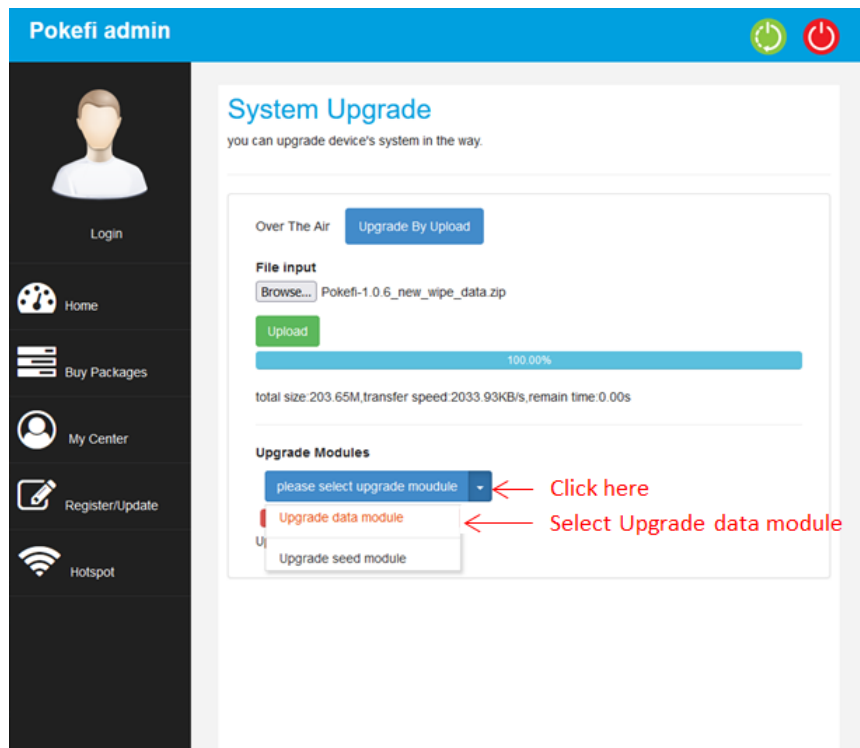 Pokefi admin
System Upgrade
you can upgrade device's system in the way.
Login
Home
Buy Packages
My Center
Register/Update
Hotspot
Over The Air Upgrade By Upload
File input
Browse... Pokefi-1.0.6_new_wipe_data.zip
Upload
100.00%
total size:203.65M,transfer speed:2033.93KB/s,remain time:0.00s
Upgrade Modules
please select upgrade moudule
Click here
Upgrade data module
Select Upgrade data module
Upgrade seed module